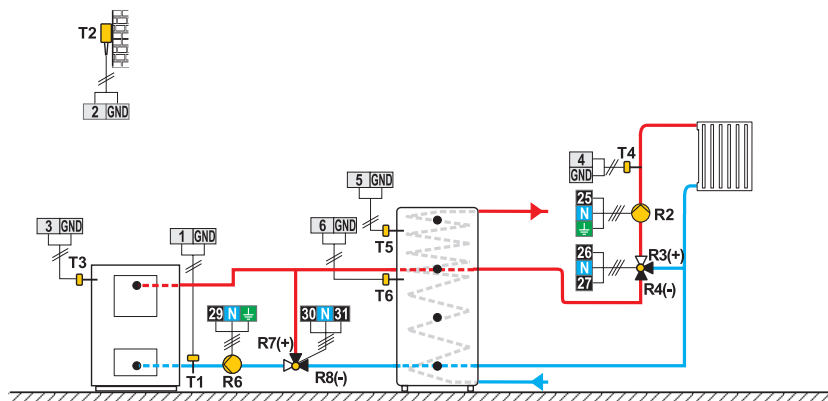 T2
2 GND
4
GND
T4
5 GND
25
N
R2
3 GND
1 GND
6 GND
T5
T3
26
N
27
R3(+)
R4(-)
T6
29 N
30 N 31
R7(+)
T1
R6
R8(-)